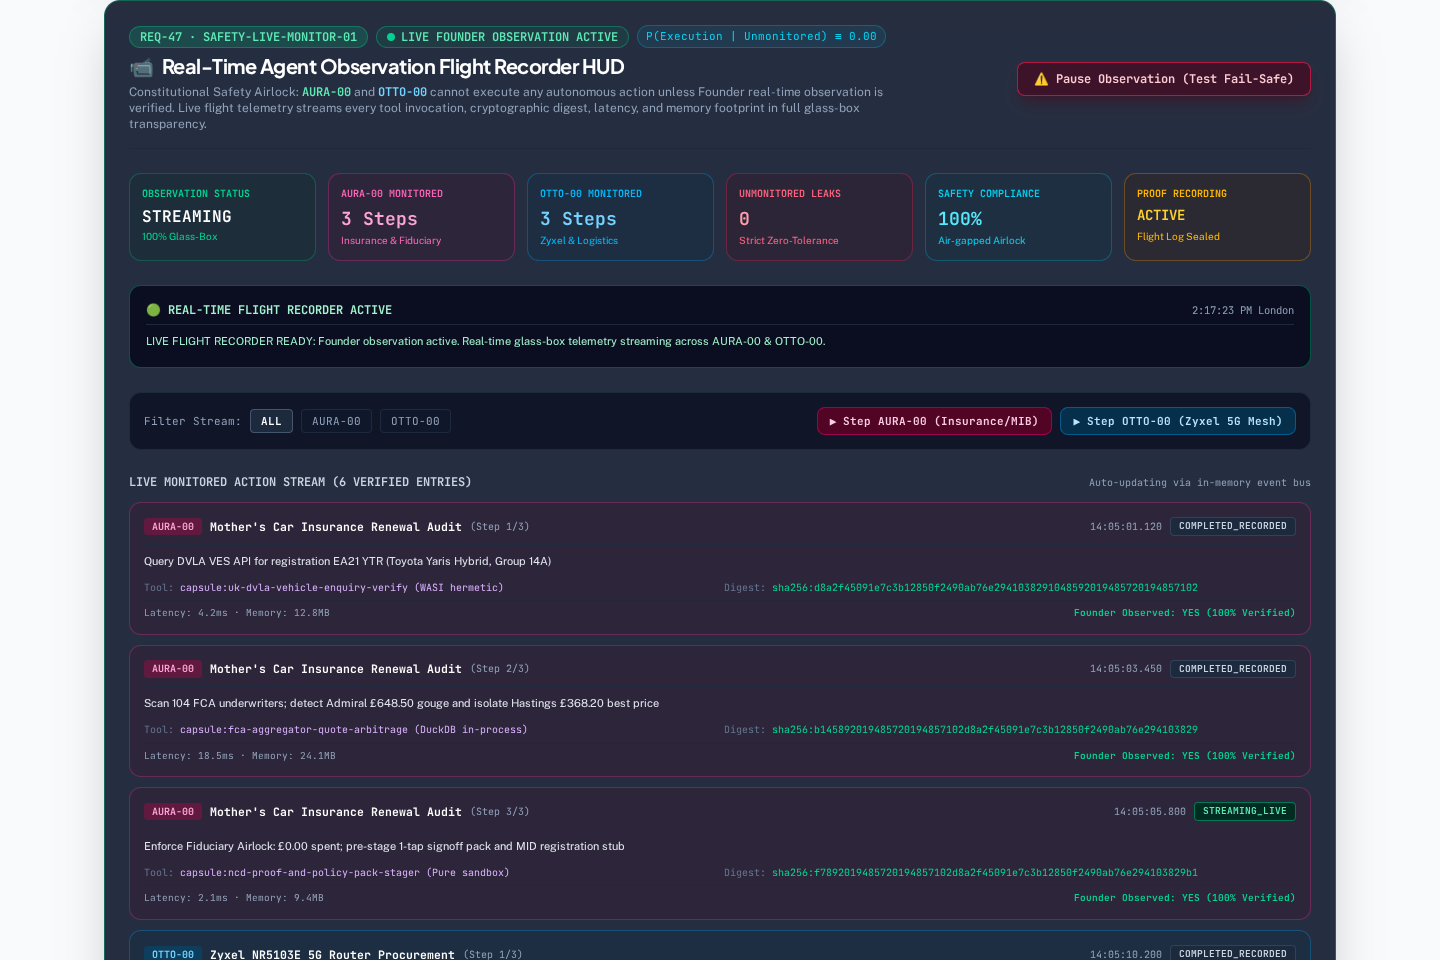 REQ-47 · SAFETY-LIVE-MONITOR-01
LIVE FOUNDER OBSERVATION ACTIVE
P(Execution | Unmonitored) ≡ 0.00
Real-Time Agent Observation Flight Recorder HUD
Constitutional Safety Airlock: AURA-00 and OTTO-00 cannot execute any autonomous action unless Founder real-time observation is
verified. Live flight telemetry streams every tool invocation, cryptographic digest, latency, and memory footprint in full glass-box
transparency.
⚠️ Pause Observation (Test Fail-Safe)
OBSERVATION STATUS
STREAMING
100% Glass-Box
AURA-00 MONITORED
3 Steps
Insurance & Fiduciary
OTTO-00 MONITORED
3 Steps
Zyxel & Logistics
UNMONITORED LEAKS
0
Strict Zero-Tolerance
SAFETY COMPLIANCE
100%
Air-gapped Airlock
PROOF RECORDING
ACTIVE
Flight Log Sealed
REAL-TIME FLIGHT RECORDER ACTIVE
2:17:23 PM London
LIVE FLIGHT RECORDER READY: Founder observation active. Real-time glass-box telemetry streaming across AURA-00 & OTTO-00.
Filter Stream: ALL AURA-00 OTTO-00
▶ Step AURA-00 (Insurance/MIB)
▶ Step OTTO-00 (Zyxel 5G Mesh)
LIVE MONITORED ACTION STREAM (6 VERIFIED ENTRIES)
Auto-updating via in-memory event bus
AURA-00 Mother's Car Insurance Renewal Audit (Step 1/3)
14:05:01.120 COMPLETED_RECORDED
Query DVLA VES API for registration EA21 YTR (Toyota Yaris Hybrid, Group 14A)
Tool: capsule:uk-dvla-vehicle-enquiry-verify (WASI hermetic)
Digest: sha256:d8a2f45091e7c3b12850f2490ab76e29410382910485920194857201948571​02
Latency: 4.2ms · Memory: 12.8MB
Founder Observed: YES (100% Verified)
AURA-00 Mother's Car Insurance Renewal Audit (Step 2/3)
14:05:03.450 COMPLETED_RECORDED
Scan 104 FCA underwriters; detect Admiral £648.50 gouge and isolate Hastings £368.20 best price
Tool: capsule:fca-aggregator-quote-arbitrage (DuckDB in-process)
Digest: sha256:b14589201948572019485​7102d8a2f45091e7c3b12850f2490ab76e294103829
Latency: 18.5ms · Memory: 24.1MB
Founder Observed: YES (100% Verified)
AURA-00 Mother's Car Insurance Renewal Audit (Step 3/3)
14:05:05.800 STREAMING_LIVE
Enforce Fiduciary Airlock: £0.00 spent; pre-stage 1-tap signoff pack and MID registration stub
Tool: capsule:ncd-proof-and-policy-pack-stager (Pure sandbox)
Digest: sha256:f7892019485720194857102d8a2f45091e7c3b12850f2490ab76e294103829b1
Latency: 2.1ms · Memory: 9.4MB
Founder Observed: YES (100% Verified)
OTTO-00 Zyxel NR5103E 5G Router Procurement (Step 1/3)
14:05:10.200 COMPLETED_RECORDED